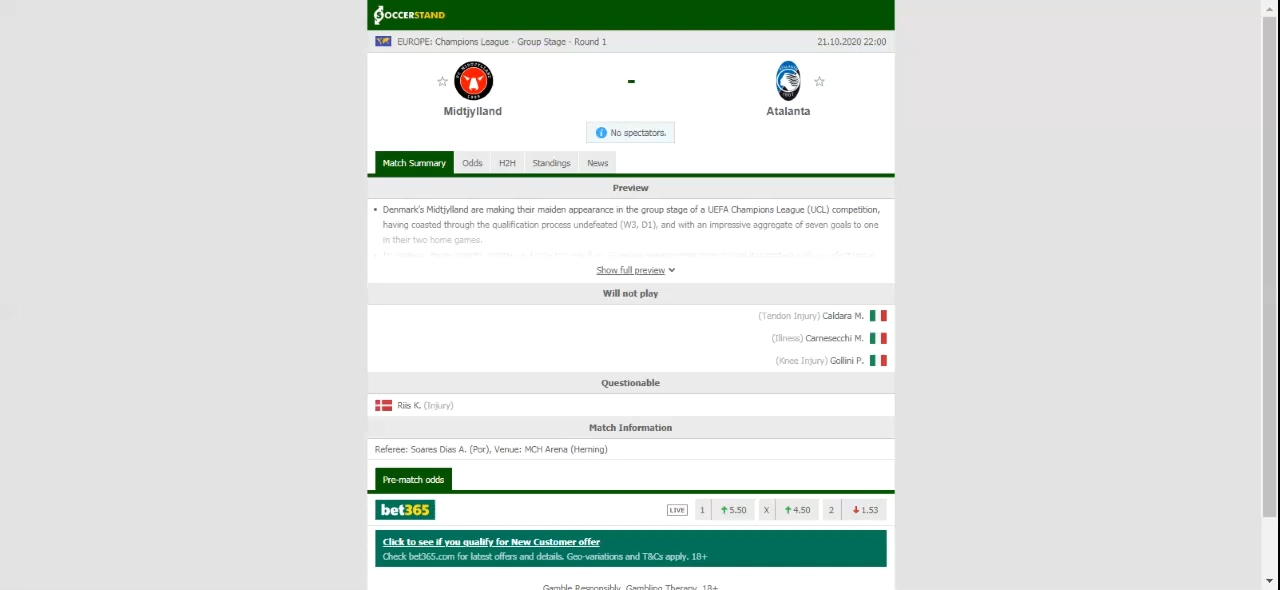 SOCCERSTAND
EUROPE: Champions League - Group Stage - Round 1 21.10.2020 22:00
-
Midtjylland Atalanta
No spectators.
Match Summary Odds H2H Standings News
Preview
• Denmark's Midtjylland are making their maiden appearance in the group stage of a UEFA Champions League (UCL) competition,
having coasted through the qualification process undefeated (W3, D1), and with an impressive aggregate of seven goals to one
in their two home games.
Show full preview
Will not play
(Tendon Injury) Caldara M.
(Illness) Carnesecchi M.
(Knee Injury) Gollini P.
Questionable
Riis K. (Injury)
Match Information
Referee: Soares Dias A. (Por), Venue: MCH Arena (Herning)
Pre-match odds
bet365 LIVE 1 5.50 X 4.50 2 1.53
Click to see if you qualify for New Customer offer
Check bet365.com for latest offers and details. Geo-variations and T&Cs apply. 18+
Gamble Responsibly. Gambling Therapy. 18+